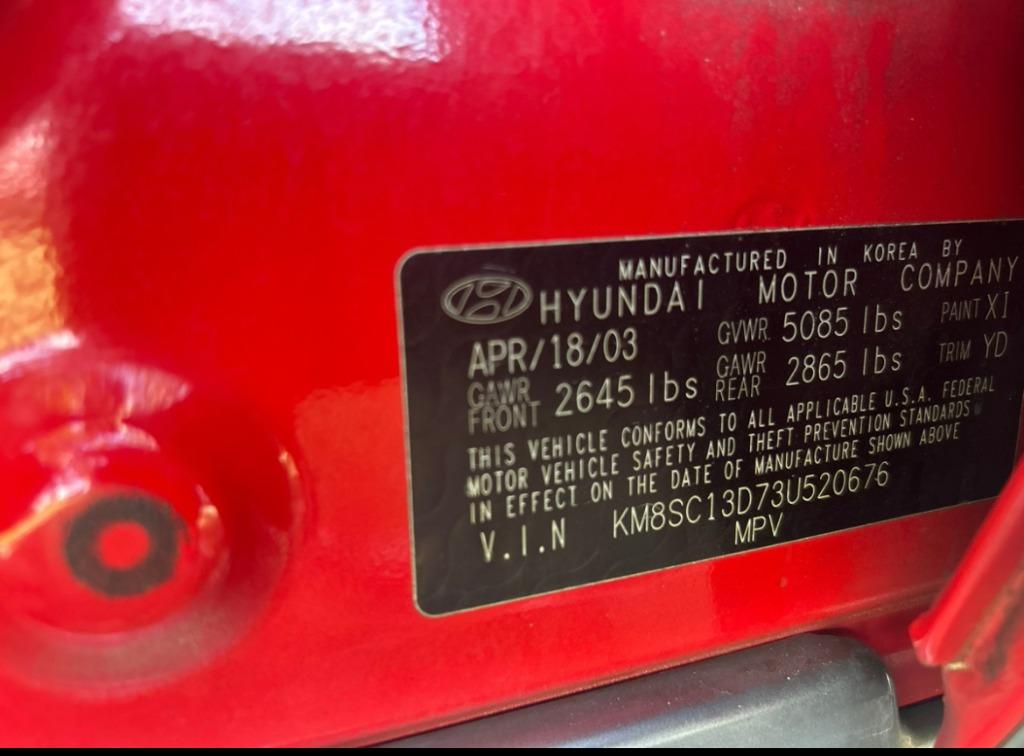 MANUFACTURED IN KOREA BY
HYUNDAI MOTOR COMPANY
APR/18/03 GVWR 5085 lbs PAINT XI
GAWR FRONT 2645 lbs GAWR REAR 2865 lbs TRIM YD
THIS VEHICLE CONFORMS TO ALL APPLICABLE U.S.A. FEDERAL
MOTOR VEHICLE SAFETY AND THEFT PREVENTION STANDARDS
IN EFFECT ON THE DATE OF MANUFACTURE SHOWN ABOVE
V.I.N KM8SC13D73U520676
MPV